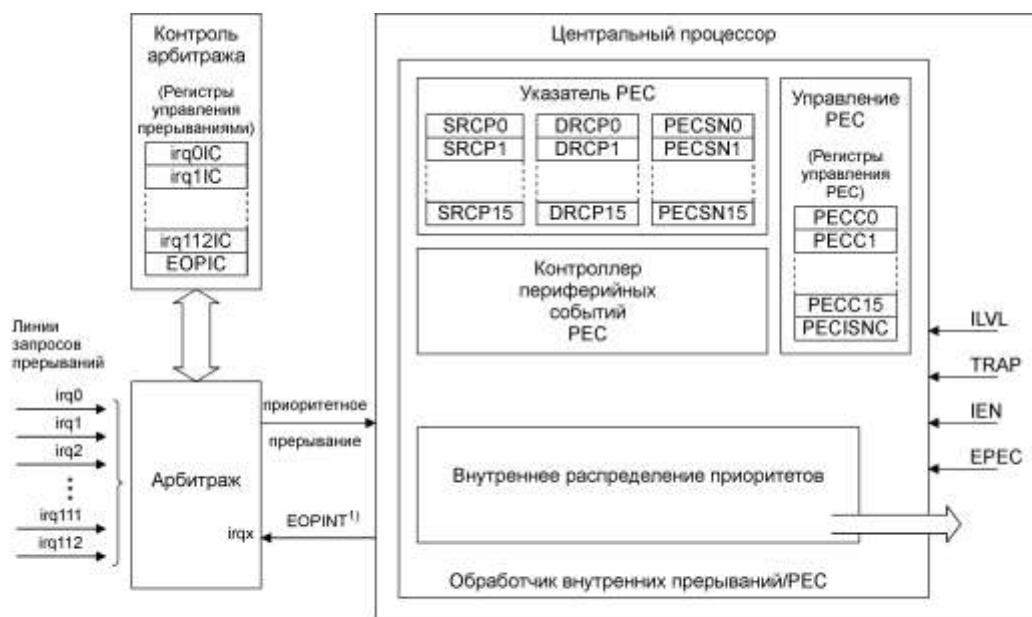 Контроль
арбитража
(Регистры
управления
прерываниями)
irq0IC
irq1IC
irq112IC
EOPIC
Линии
запросов
прерываний
irq0
irq1
irq2
irq111
irq112
Арбитраж
irqx
приоритетное
прерывание
EOPINT¹⁾
Центральный процессор
Указатель PEC
SRCP0
SRCP1
SRCP15
DRCP0
DRCP1
DRCP15
PECSN0
PECSN1
PECSN15
Управление
PEC
(Регистры
управления
PEC)
PECC0
PECC1
PECC15
PECISNC
Контроллер
периферийных
событий
PEC
Внутреннее распределение приоритетов
Обработчик внутренних прерываний/PEC
ILVL
TRAP
IEN
EPEC